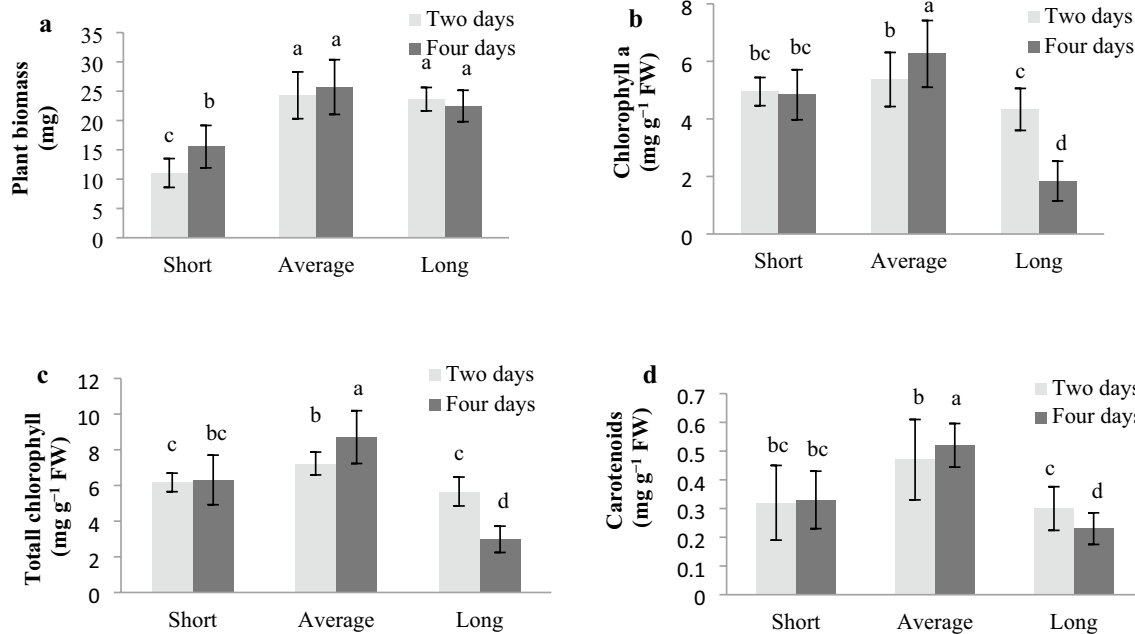 a
Two days
Four days
Plant biomass
(mg)
35
30
25
20
15
10
5
0
c
b
a
a
a
a
Short
Average
Long
b
Two days
Four days
Chlorophyll a
(mg g⁻¹ FW)
8
6
4
2
0
bc
bc
b
a
c
d
Short
Average
Long
c
Two days
Four days
Totall chlorophyll
(mg g⁻¹ FW)
12
10
8
6
4
2
0
c
bc
b
a
c
d
Short
Average
Long
d
Two days
Four days
Carotenoids
(mg g⁻¹ FW)
0.7
0.6
0.5
0.4
0.3
0.2
0.1
0
bc
bc
b
a
c
d
Short
Average
Long